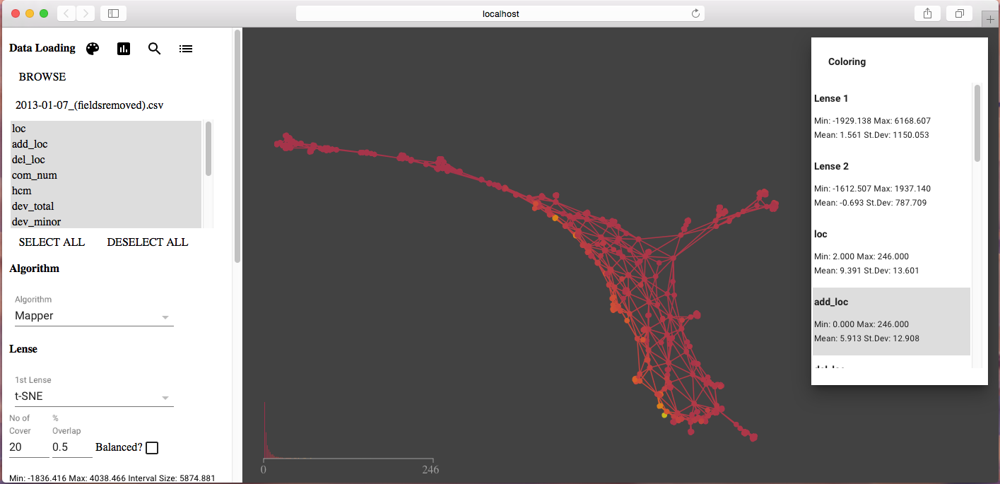 localhost
Data Loading
BROWSE
2013-01-07_(fieldsremoved).csv
loc
add_loc
del_loc
com_num
hcm
dev_total
dev_minor
SELECT ALL DESELECT ALL
Algorithm
Algorithm
Mapper
Lense
1st Lense
t-SNE
No of %
Cover Overlap
20 0.5 Balanced?
Min: -1836.416 Max: 4038.466 Interval Size: 5874.881
0 246
Coloring
Lense 1
Min: -1929.138 Max: 6168.607
Mean: 1.561 St.Dev: 1150.053
Lense 2
Min: -1612.507 Max: 1937.140
Mean: -0.693 St.Dev: 787.709
loc
Min: 2.000 Max: 246.000
Mean: 9.391 St.Dev: 13.601
add_loc
Min: 0.000 Max: 246.000
Mean: 5.913 St.Dev: 12.908
del_loc